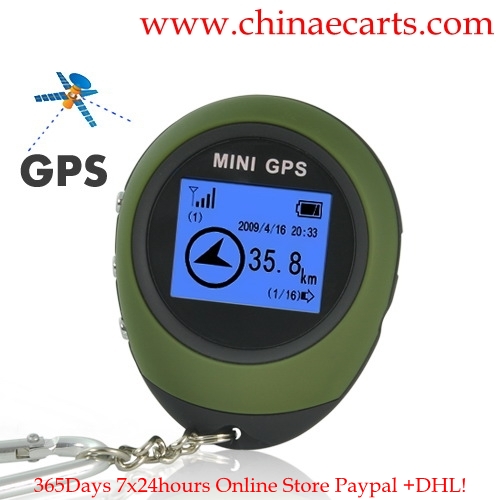 www.chinaecarts.com
GPS
MINI GPS
(1)
2009/4/16 20:33
35.8km
(1/16)
365Days 7x24hours Online Store Paypal +DHL!